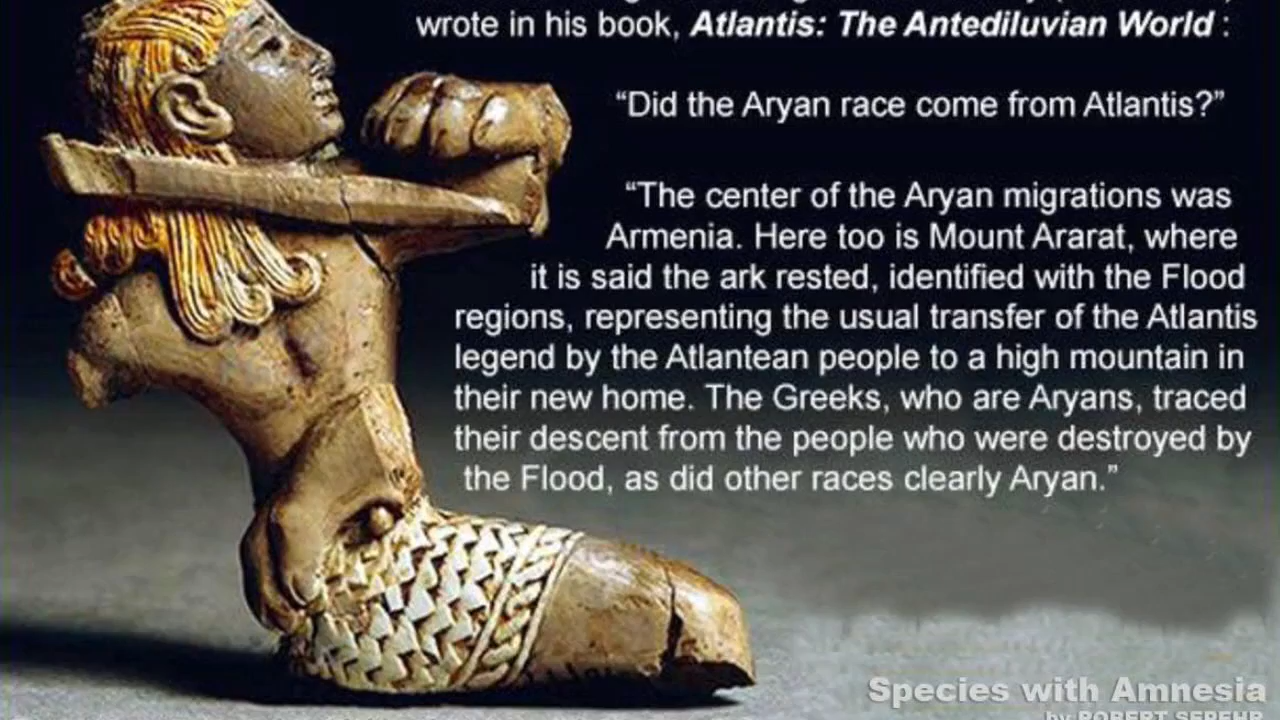 wrote in his book, Atlantis: The Antediluvian World :
“Did the Aryan race come from Atlantis?”
“The center of the Aryan migrations was
Armenia. Here too is Mount Ararat, where
it is said the ark rested, identified with the Flood
regions, representing the usual transfer of the Atlantis
legend by the Atlantean people to a high mountain in
their new home. The Greeks, who are Aryans, traced
their descent from the people who were destroyed by
the Flood, as did other races clearly Aryan.”
Species with Amnesia
by ROBERT SEPEHR